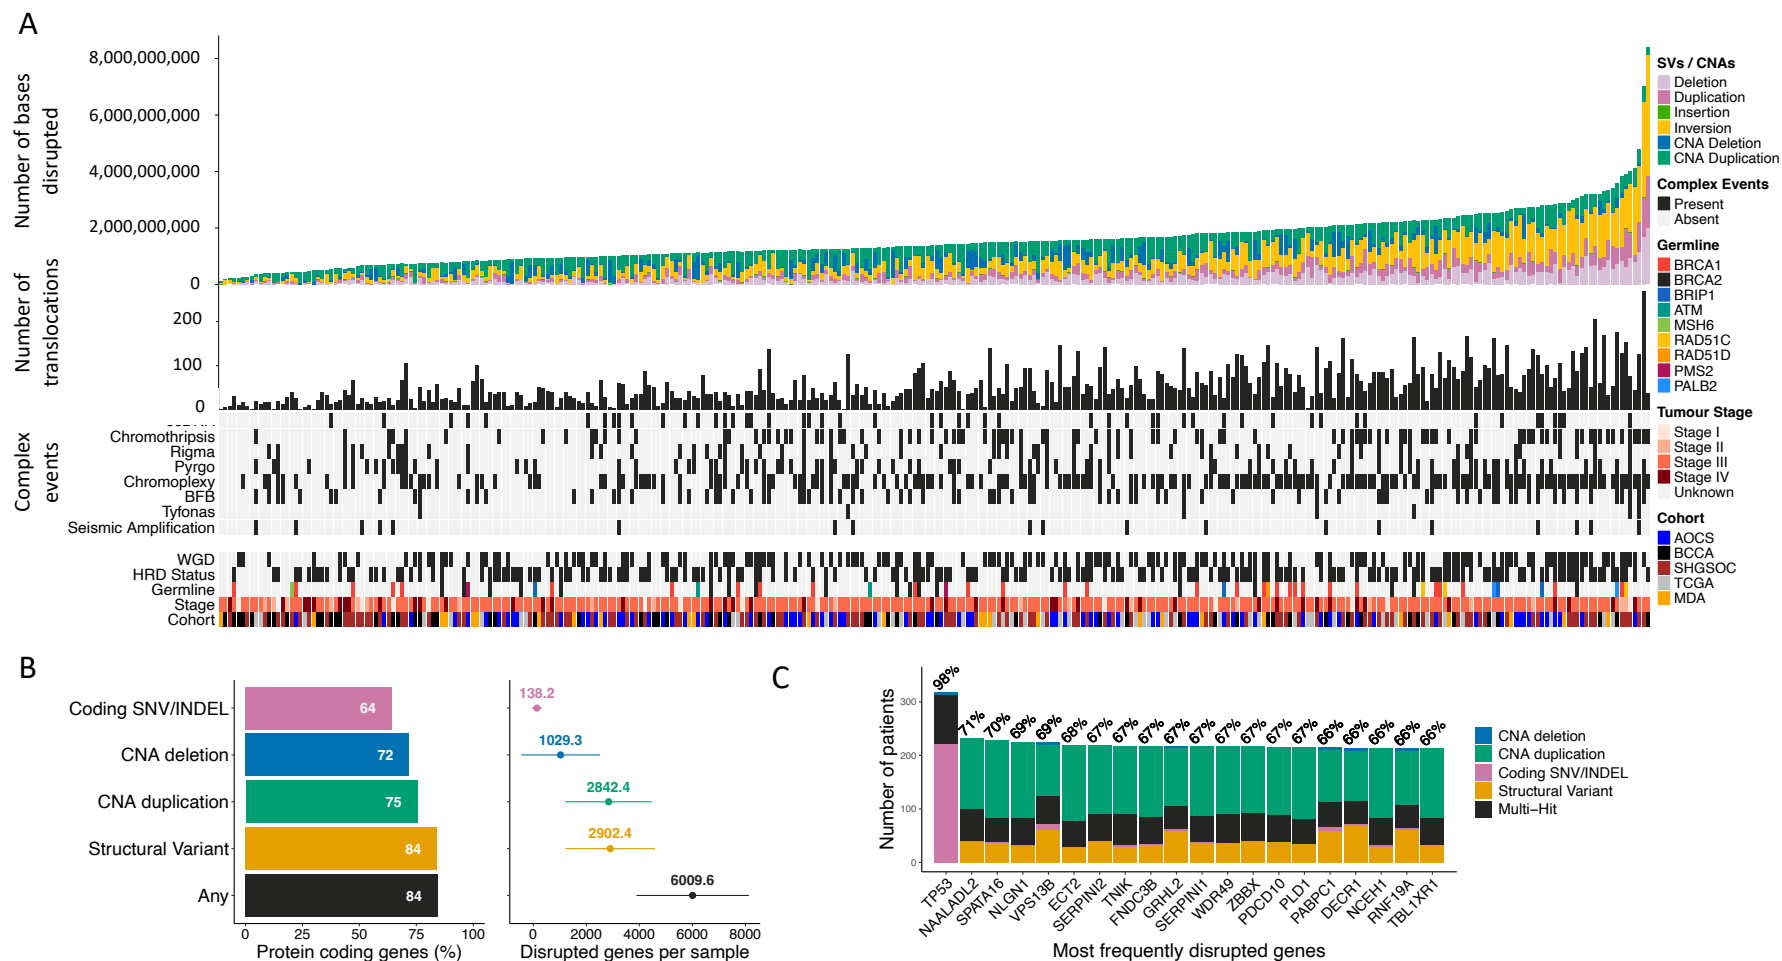 A
Number of bases
disrupted
8,000,000,000
6,000,000,000
4,000,000,000
2,000,000,000
0
Number of
translocations
200
100
0
Complex
events
Chromothripsis
Rigma
Pyrgo
Chromoplexy
BFB
Tyfonas
Seismic Amplification
WGD
HRD Status
Germline
Stage
Cohort
SVs / CNAs
Deletion
Duplication
Insertion
Inversion
CNA Deletion
CNA Duplication
Complex Events
Present
Absent
Germline
BRCA1
BRCA2
BRIP1
ATM
MSH6
RAD51C
RAD51D
PMS2
PALB2
Tumour Stage
Stage I
Stage II
Stage III
Stage IV
Unknown
Cohort
AOCS
BCCA
SHGSOC
TCGA
MDA
B
Coding SNV/INDEL
CNA deletion
CNA duplication
Structural Variant
Any
64
72
75
84
84
0 25 50 75 100
Protein coding genes (%)
138.2
1029.3
2842.4
2902.4
6009.6
0 2000 4000 6000 8000
Disrupted genes per sample
C
Number of patients
300
200
100
0
98% 71% 70% 69% 69% 68% 67% 67% 67% 67% 67% 67% 67% 67% 67% 66% 66% 66% 66% 66%
TP53 NAALADL2 SPATA16 NLGN1 VPS13B ECT2 SERPINI2 TNIK FNDC3B GRHL2 SERPINI1 WDR49 ZBBX PDCD10 PLD1 PABPC1 DECR1 NCEH1 RNF19A TBL1XR1
Most frequently disrupted genes
CNA deletion
CNA duplication
Coding SNV/INDEL
Structural Variant
Multi−Hit